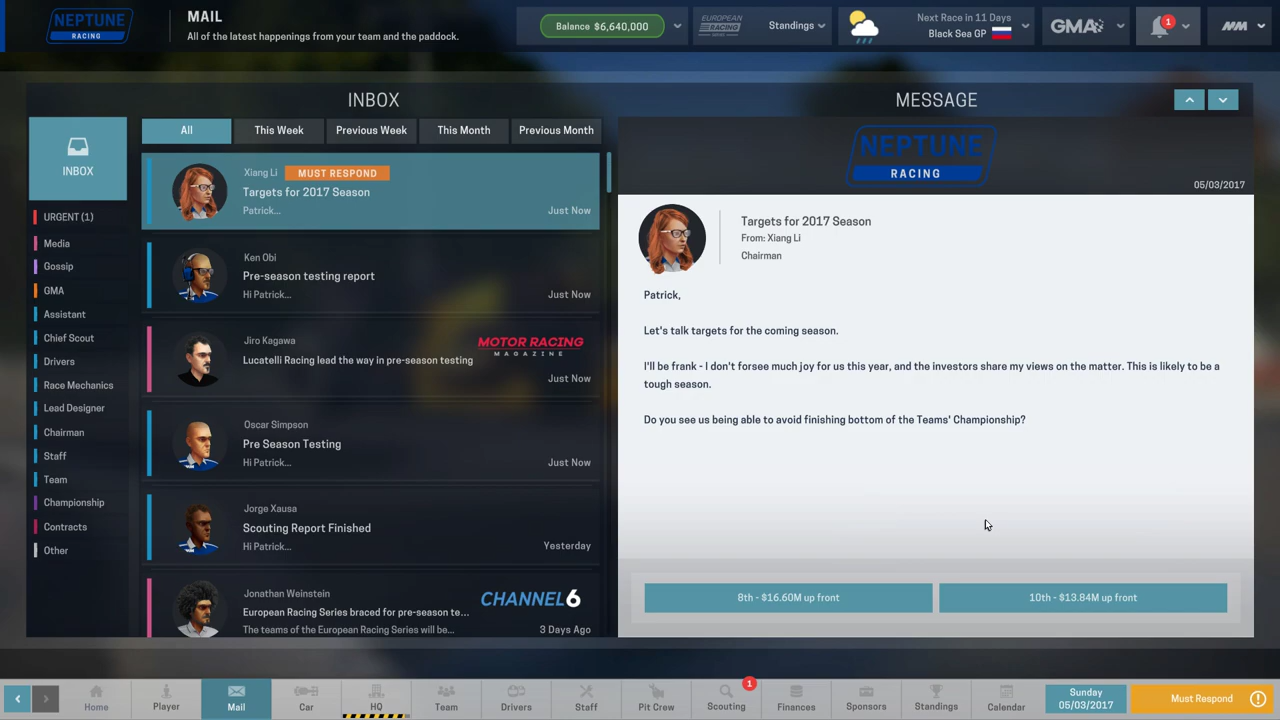 NEPTUNE
RACING
MAIL
All of the latest happenings from your team and the paddock.
Balance $6,640,000
EUROPEAN
RACING
SERIES
Standings
Next Race in 11 Days
Black Sea GP
GMA
1
INBOX
MESSAGE
INBOX
URGENT (1)
Media
Gossip
GMA
Assistant
Chief Scout
Drivers
Race Mechanics
Lead Designer
Chairman
Staff
Team
Championship
Contracts
Other
All
This Week
Previous Week
This Month
Previous Month
Xiang Li MUST RESPOND
Targets for 2017 Season
Patrick...
Just Now
Ken Obi
Pre-season testing report
Hi Patrick...
Just Now
Jiro Kagawa
Lucatelli Racing lead the way in pre-season testing
MOTOR RACING
MAGAZINE
Just Now
Oscar Simpson
Pre Season Testing
Hi Patrick...
Just Now
Jorge Xausa
Scouting Report Finished
Hi Patrick...
Yesterday
Jonathan Weinstein
European Racing Series braced for pre-season te...
The teams of the European Racing Series will be...
CHANNEL6
3 Days Ago
NEPTUNE
RACING
05/03/2017
Targets for 2017 Season
From: Xiang Li
Chairman
Patrick,
Let's talk targets for the coming season.
I'll be frank - I don't forsee much joy for us this year, and the investors share my views on the matter. This is likely to be a
tough season.
Do you see us being able to avoid finishing bottom of the Teams' Championship?
8th - $16.60M up front
10th - $13.84M up front
Home
Player
Mail
Car
HQ
Team
Drivers
Staff
Pit Crew
1
Scouting
Finances
Sponsors
Standings
Calendar
Sunday
05/03/2017
Must Respond